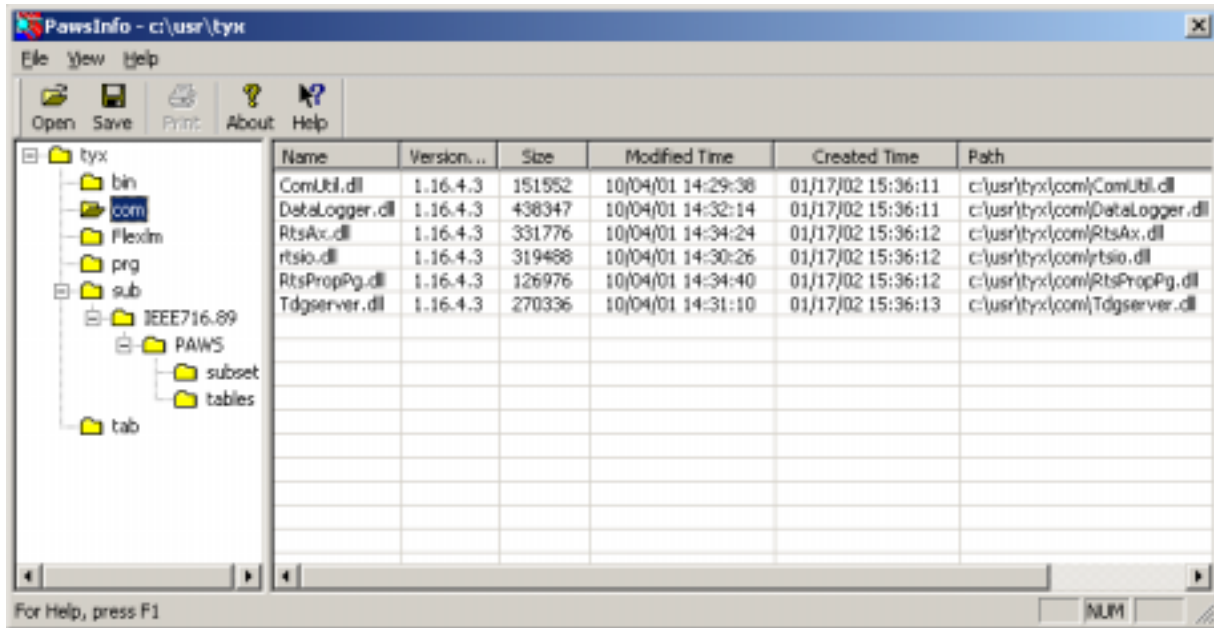 PawsInfo - c:\usr\tyx
File View Help
Open Save Print About Help
tyx
bin
com
Flexlm
prg
sub
IEEE716.89
PAWS
subset
tables
tab
Name Version... Size Modified Time Created Time Path
ComUtil.dll 1.16.4.3 151552 10/04/01 14:29:38 01/17/02 15:36:11 c:\usr\tyx\com\ComUtil.dll
DataLogger.dll 1.16.4.3 438347 10/04/01 14:32:14 01/17/02 15:36:11 c:\usr\tyx\com\DataLogger.dll
RtsAx.dll 1.16.4.3 331776 10/04/01 14:34:24 01/17/02 15:36:12 c:\usr\tyx\com\RtsAx.dll
rtsio.dll 1.16.4.3 319488 10/04/01 14:30:26 01/17/02 15:36:12 c:\usr\tyx\com\rtsio.dll
RtsPropPg.dll 1.16.4.3 126976 10/04/01 14:34:40 01/17/02 15:36:12 c:\usr\tyx\com\RtsPropPg.dll
Tdgserver.dll 1.16.4.3 270336 10/04/01 14:31:10 01/17/02 15:36:13 c:\usr\tyx\com\Tdgserver.dll
For Help, press F1
NUM